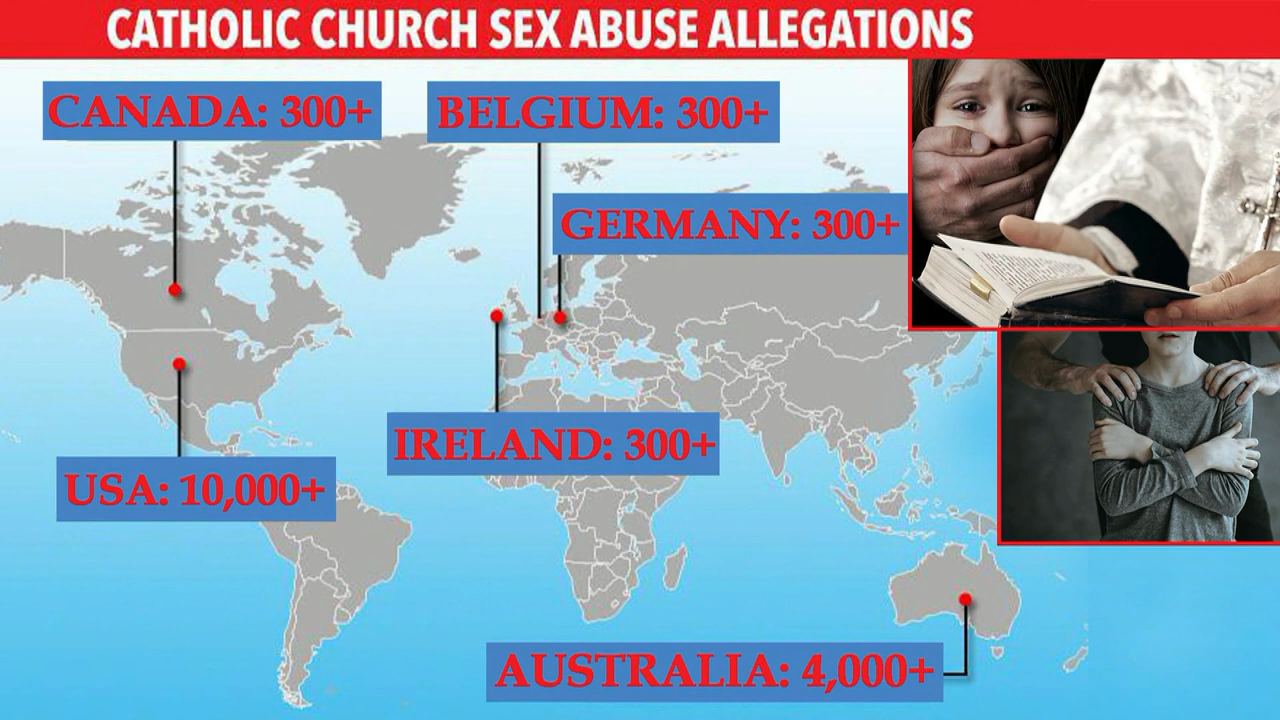 CATHOLIC CHURCH SEX ABUSE ALLEGATIONS
CANADA: 300+
BELGIUM: 300+
GERMANY: 300+
IRELAND: 300+
USA: 10,000+
AUSTRALIA: 4,000+